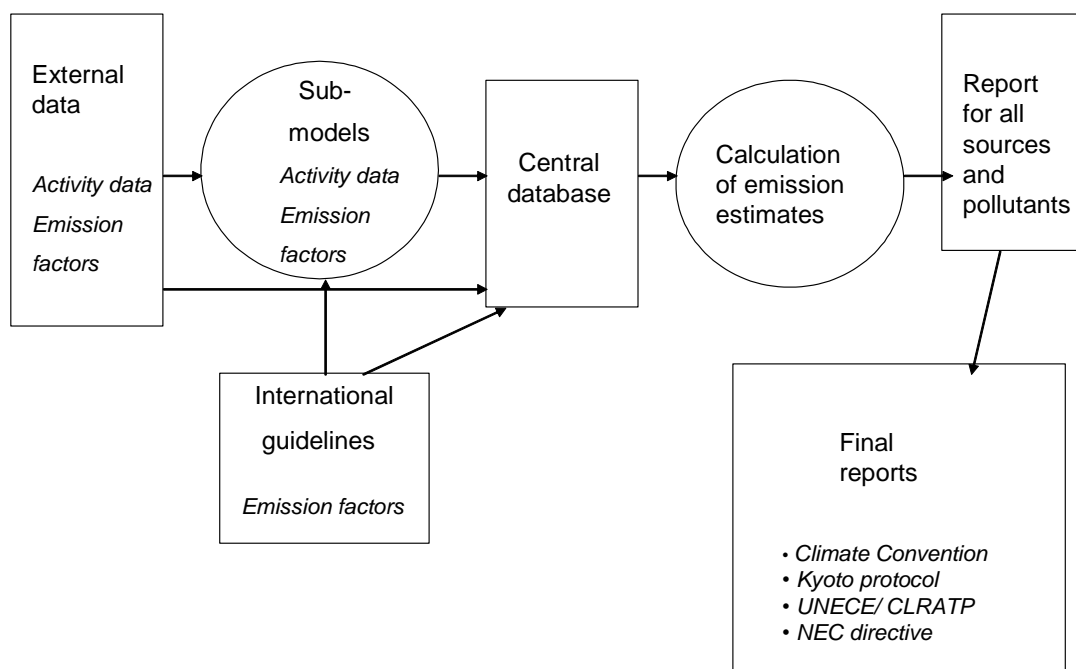 External
data
Activity data
Emission
factors
Sub-
models
Activity data
Emission
factors
Central
database
Calculation
of emission
estimates
Report
for all
sources
and
pollutants
International
guidelines
Emission factors
Final
reports
• Climate Convention
• Kyoto protocol
• UNECE/ CLRATP
• NEC directive